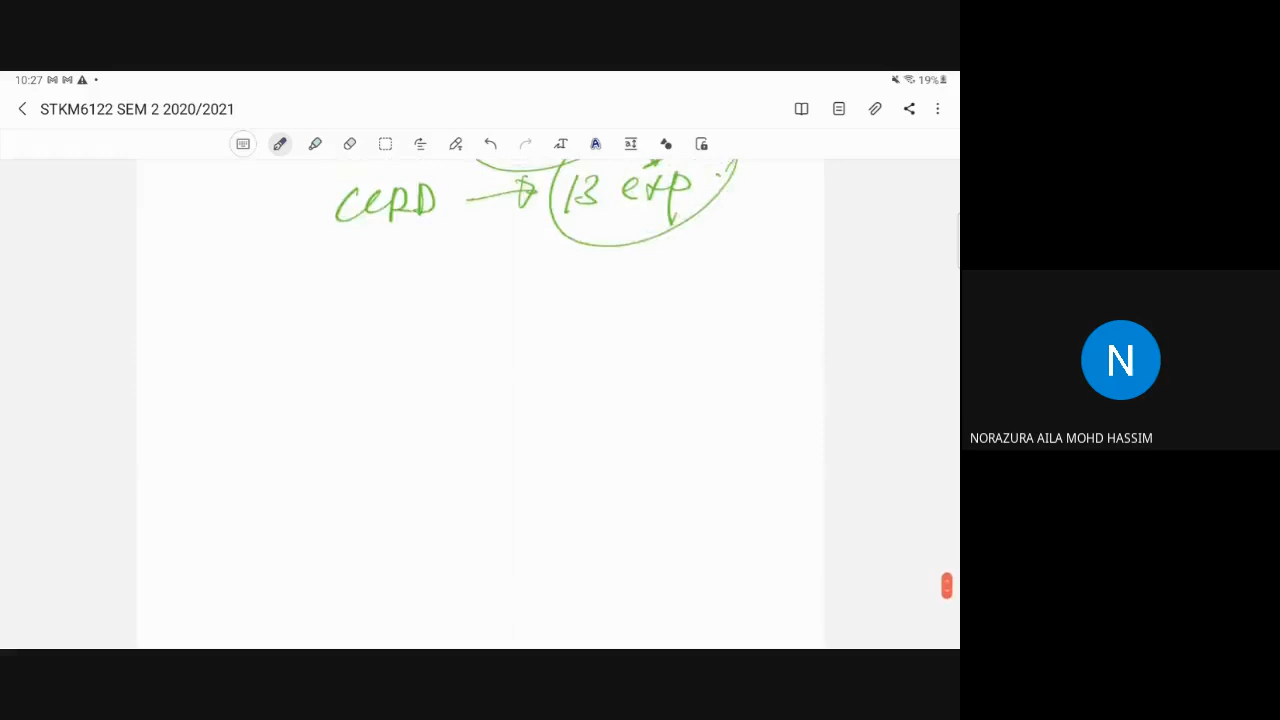 10:27
19%
STKM6122 SEM 2 2020/2021
CCRD → (13 exp.
N
NORAZURA AILA MOHD HASSIM